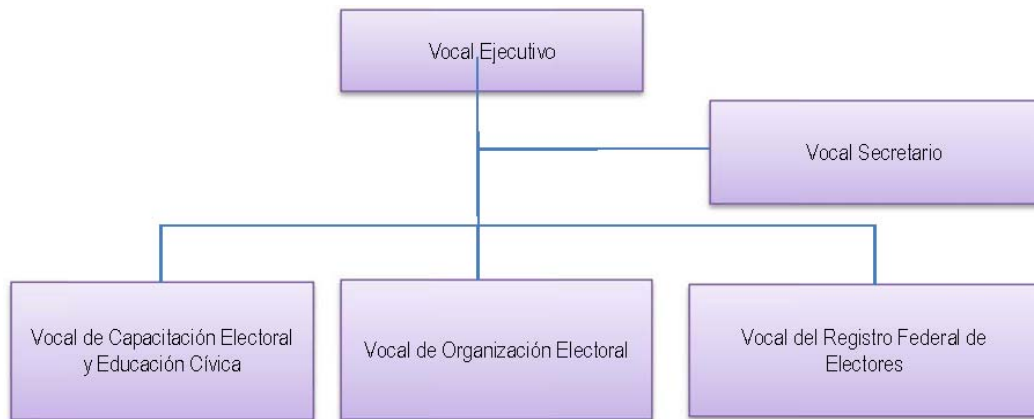 Vocal Ejecutivo
Vocal Secretario
Vocal de Capacitación Electoral
y Educación Cívica
Vocal de Organización Electoral
Vocal del Registro Federal de
Electores